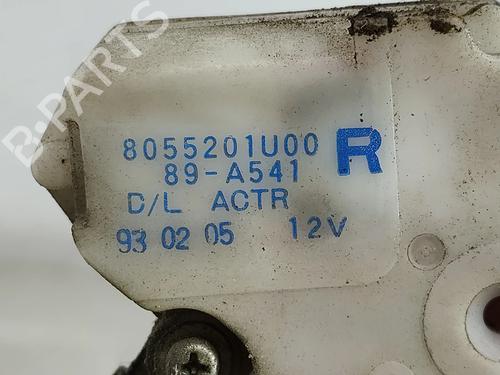 B-PARTS
8055201U00 R
89-A541
D/L ACTR
93 02 05 12V